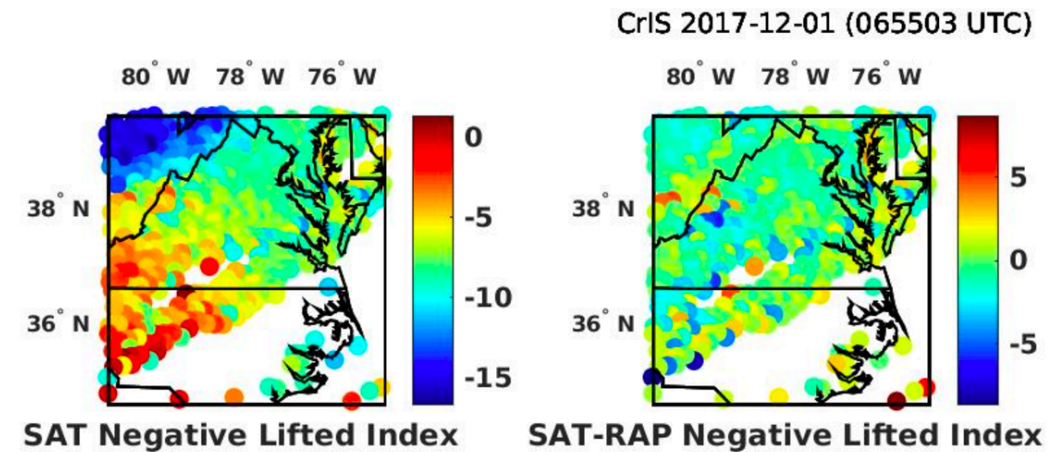 CrIS 2017-12-01 (065503 UTC)
80° W 78° W 76° W
80° W 78° W 76° W
38° N
36° N
0
-5
-10
-15
38° N
36° N
5
0
-5
SAT Negative Lifted Index
SAT-RAP Negative Lifted Index